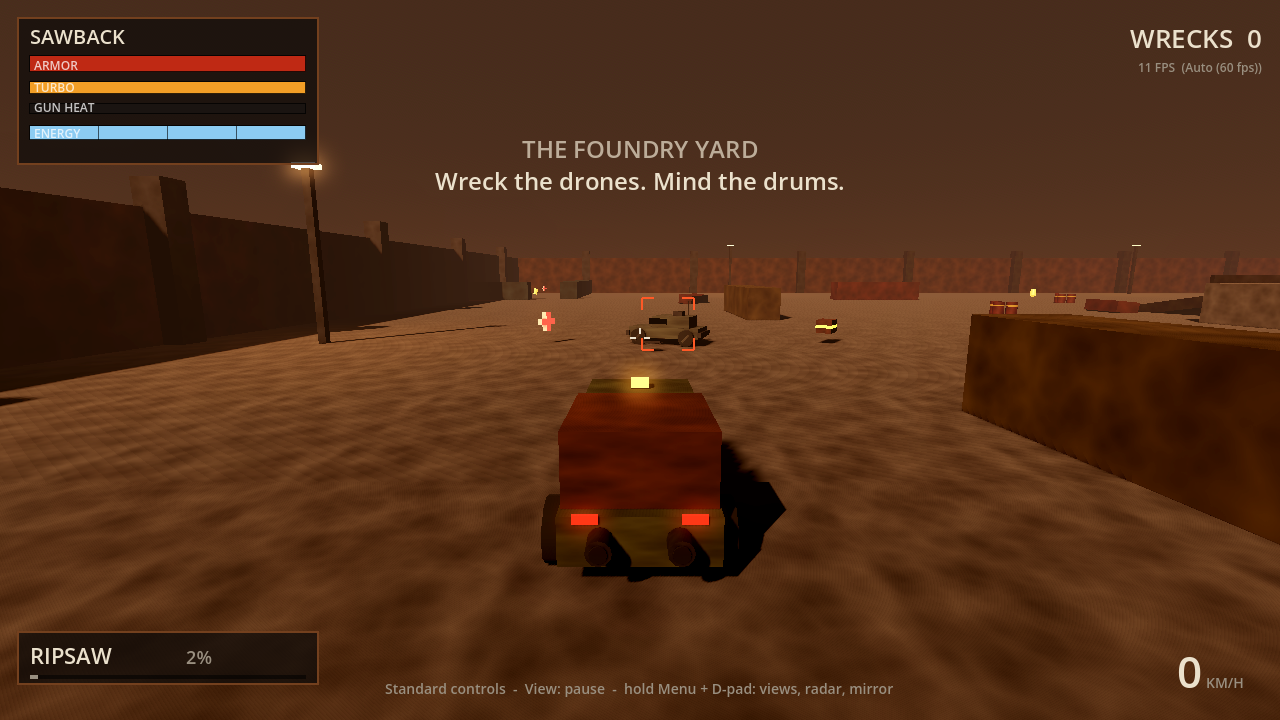 SAWBACK
ARMOR
TURBO
GUN HEAT
ENERGY
WRECKS 0
11 FPS (Auto (60 fps))
THE FOUNDRY YARD
Wreck the drones. Mind the drums.
RIPSAW 2%
Standard controls - View: pause - hold Menu + D-pad: views, radar, mirror
0 KM/H